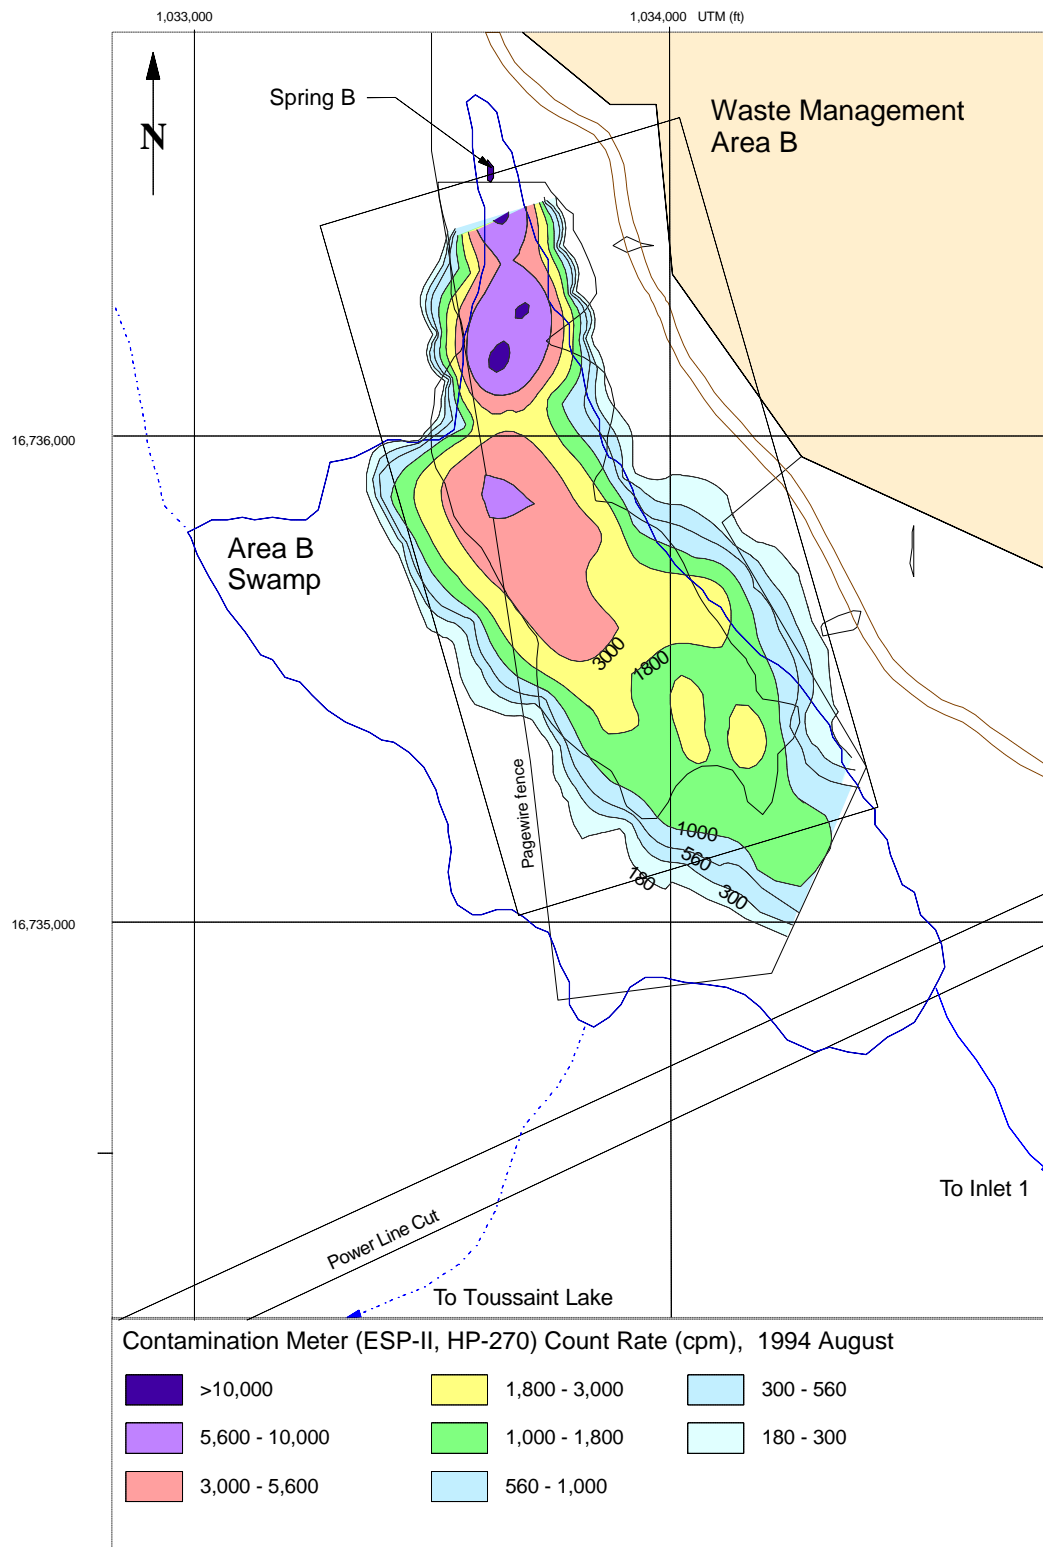 1,033,000
1,034,000 UTM (ft)
Spring B
Waste Management
Area B
N
16,736,000
Area B
Swamp
3000
1800
Pagewire fence
1000
560
180
300
16,735,000
To Inlet 1
Power Line Cut
To Toussaint Lake
Contamination Meter (ESP-II, HP-270) Count Rate (cpm), 1994 August
>10,000
1,800 - 3,000
300 - 560
5,600 - 10,000
1,000 - 1,800
180 - 300
3,000 - 5,600
560 - 1,000